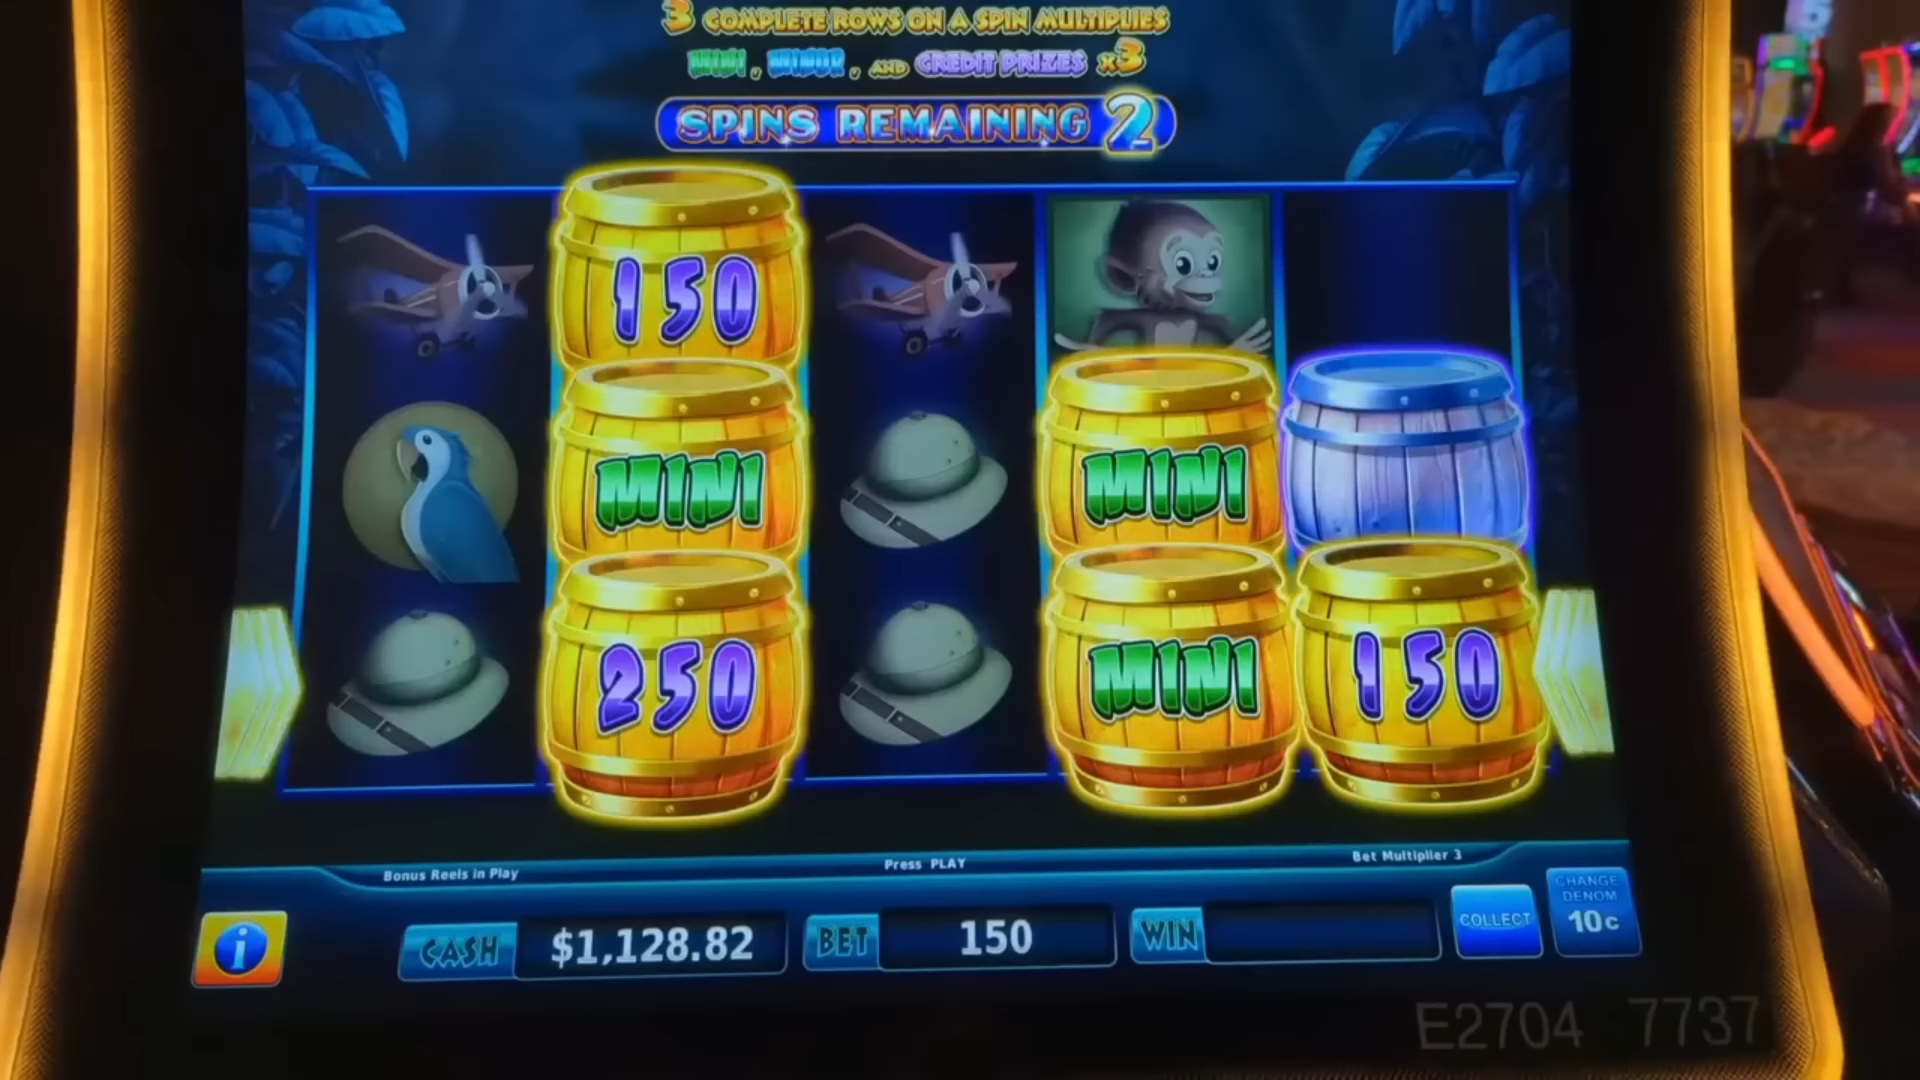 3 COMPLETE ROWS ON A SPIN MULTIPLIES
MINI, MINOR, AND CREDIT PRIZES x3
SPINS REMAINING 2
150
MINI
MINI
250
MINI
150
Bonus Reels in Play
Press PLAY
Bet Multiplier 3
i
CASH $1,128.82
BET 150
WIN
COLLECT
CHANGE
DENOM
10¢
E2704 7737